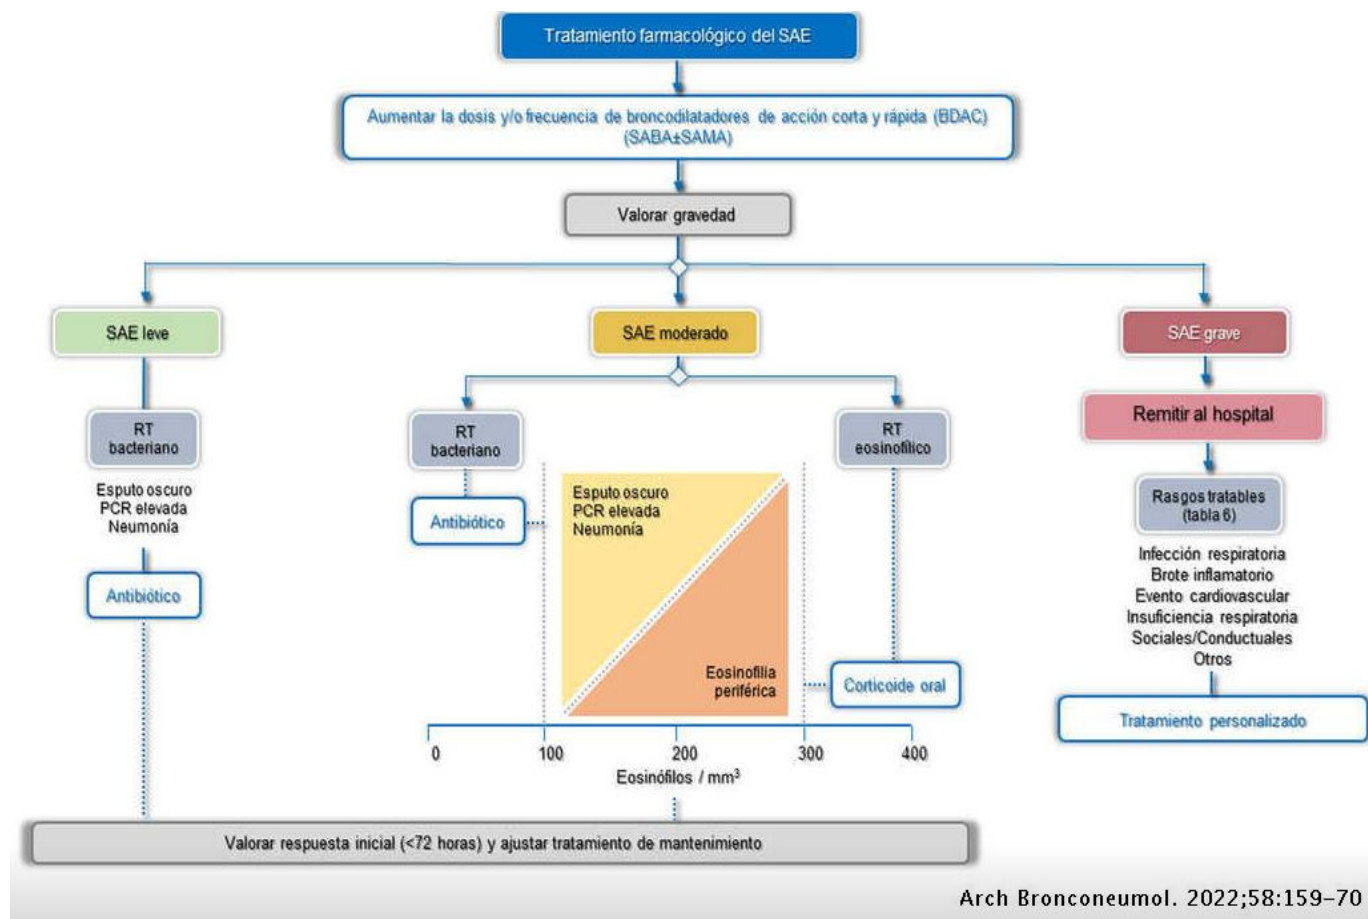 Tratamiento farmacológico del SAE
Aumentar la dosis y/o frecuencia de broncodilatadores de acción corta y rápida (BDAC)
(SABA±SAMA)
Valorar gravedad
SAE leve
SAE moderado
SAE grave
RT
bacteriano
Esputo oscuro
PCR elevada
Neumonía
Antibiótico
RT
bacteriano
Antibiótico
RT
eosinofílico
Esputo oscuro
PCR elevada
Neumonía
Eosinofilia
periférica
Corticoide oral
0 100 200 300 400
Eosinófilos / mm³
Remitir al hospital
Rasgos tratables
(tabla 6)
Infección respiratoria
Brote inflamatorio
Evento cardiovascular
Insuficiencia respiratoria
Sociales/Conductuales
Otros
Tratamiento personalizado
Valorar respuesta inicial (<72 horas) y ajustar tratamiento de mantenimiento
Arch Bronconeumol. 2022;58:159–70